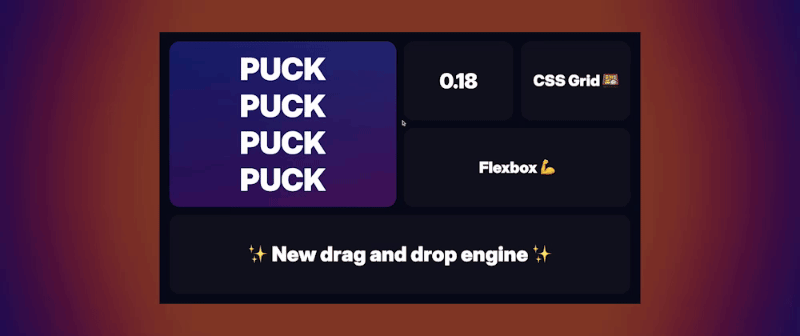 PUCK
PUCK
PUCK
PUCK
0.18
CSS Grid 🍱
Flexbox 💪
✨ New drag and drop engine ✨